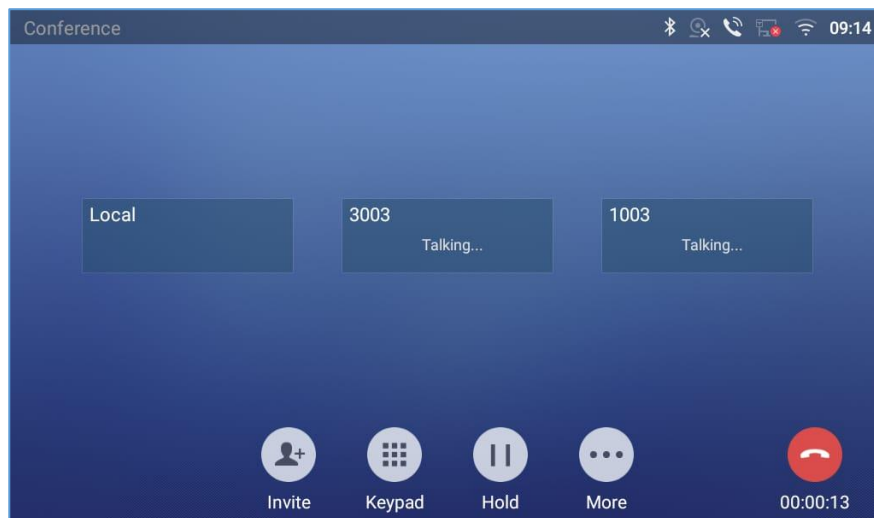 Conference
09:14
Local
3003
1003
Talking...
Talking...
Invite
Keypad
Hold
More
00:00:13